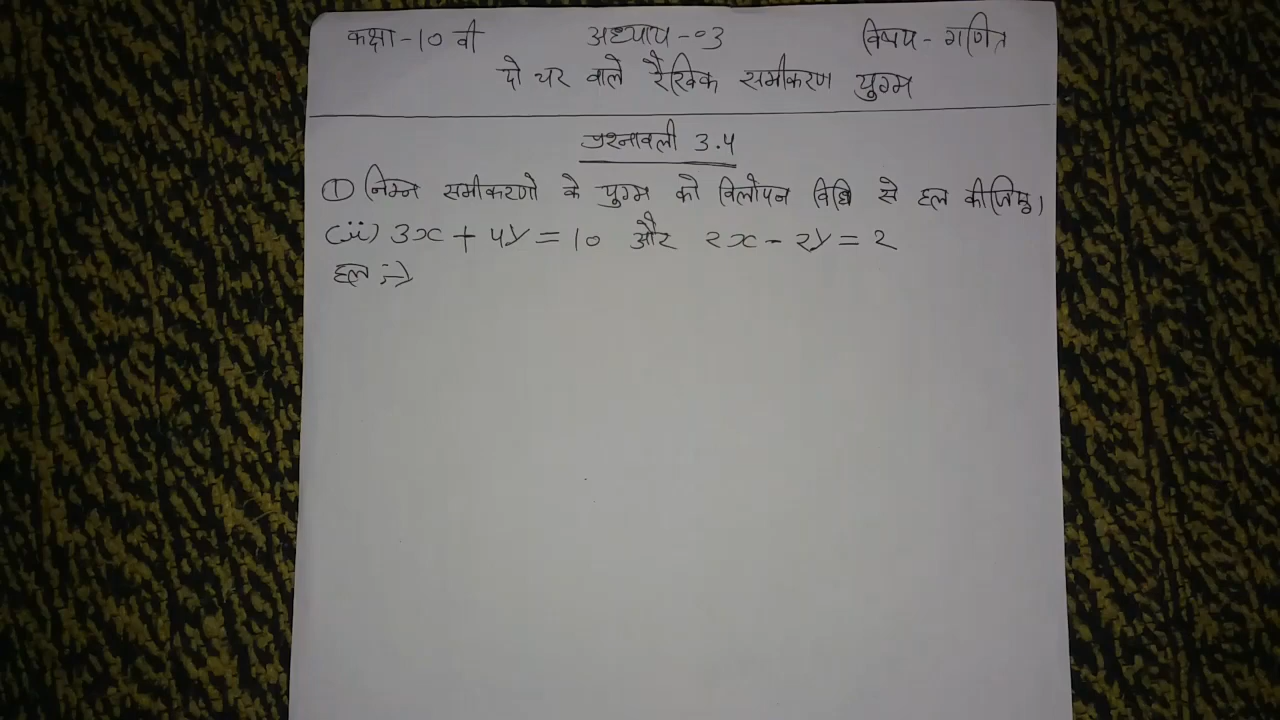 कक्षा-10 वी अध्याय-03 विषय-गणित
दो चर वाले रैखिक समीकरण युग्म
प्रश्नावली 3.4
① निम्न समीकरणो के युग्म को विलोपन विधि से हल कीजिए।
(ii) 3x + 4y = 10 और 2x - 2y = 2
हल :->